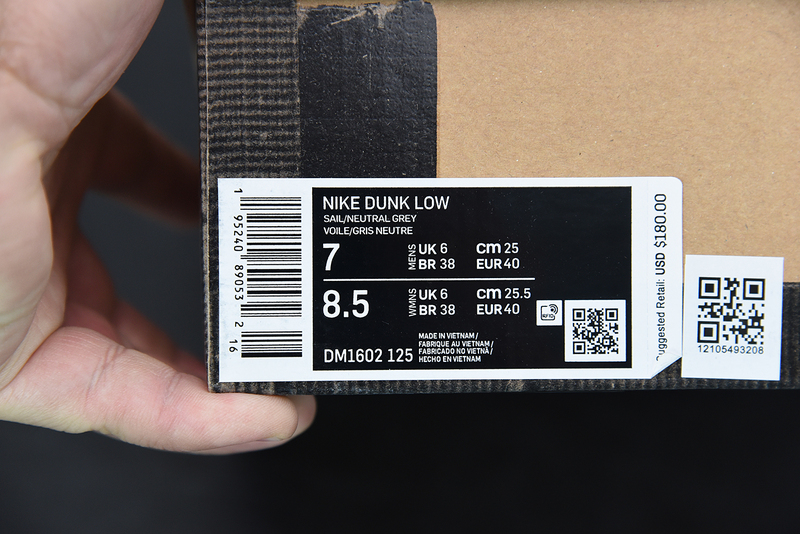 1 95240 89053 2 16
NIKE DUNK LOW
SAIL/NEUTRAL GREY
VOILE/GRIS NEUTRE
7 MENS UK 6 cm 25
BR 38 EUR 40
8.5 WMNS UK 6 cm 25.5
BR 38 EUR 40
RFID
DM1602 125
MADE IN VIETNAM /
FABRIQUE AU VIETNAM /
FABRICADO NO VIETNÃ /
HECHO EN VIETNAM
uggested Retail: USD $180.00
12105493208